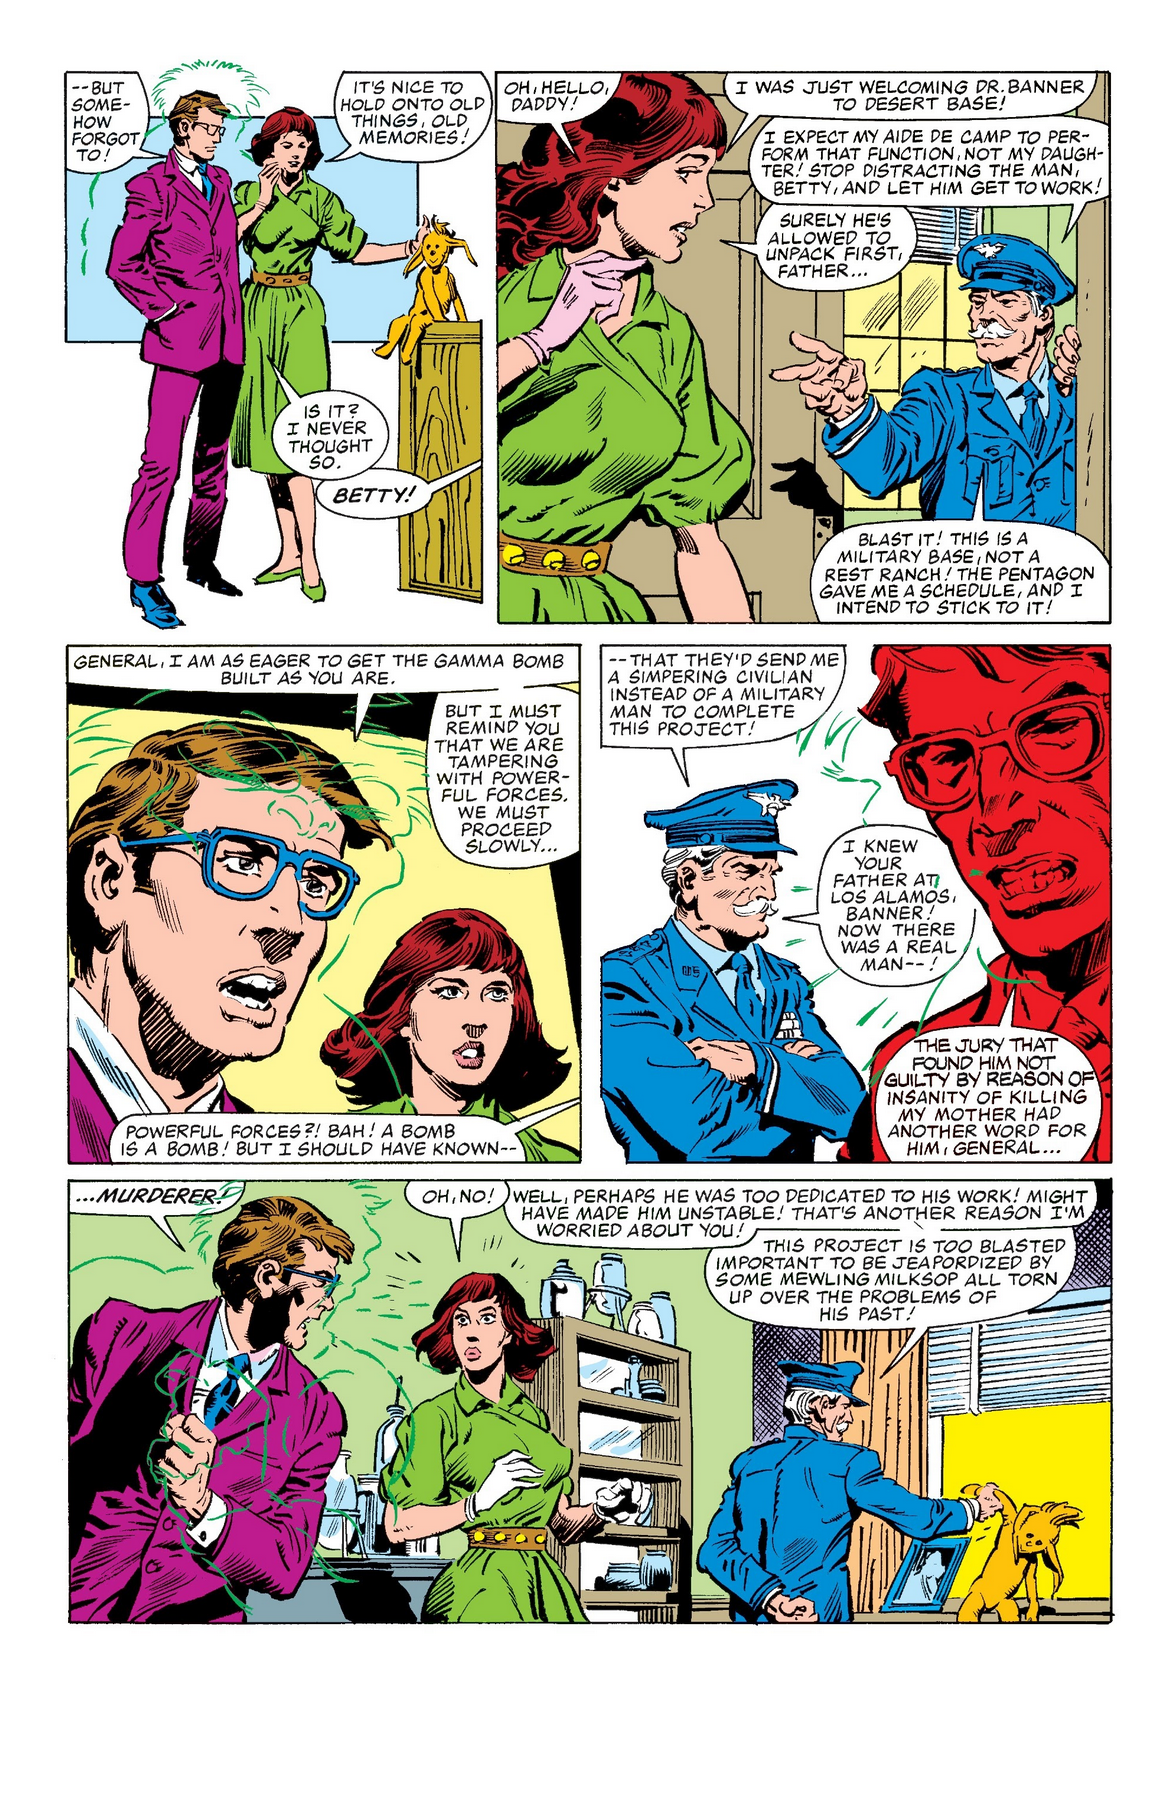 --BUT
SOME-
HOW
FORGOT
TO!
IT'S NICE TO
HOLD ONTO OLD
THINGS, OLD
MEMORIES!
IS IT?
I NEVER
THOUGHT
SO.
BETTY!
OH, HELLO,
DADDY!
I WAS JUST WELCOMING DR. BANNER
TO DESERT BASE!
I EXPECT MY AIDE DE CAMP TO PER-
FORM THAT FUNCTION, NOT MY DAUGH-
TER! STOP DISTRACTING THE MAN,
BETTY, AND LET HIM GET TO WORK!
SURELY HE'S
ALLOWED TO
UNPACK FIRST,
FATHER...
BLAST IT! THIS IS A
MILITARY BASE, NOT A
REST RANCH! THE PENTAGON
GAVE ME A SCHEDULE, AND I
INTEND TO STICK TO IT!
GENERAL, I AM AS EAGER TO GET THE GAMMA BOMB
BUILT AS YOU ARE.
BUT I MUST
REMIND YOU
THAT WE ARE
TAMPERING
WITH POWER-
FUL FORCES.
WE MUST
PROCEED
SLOWLY...
POWERFUL FORCES?! BAH! A BOMB
IS A BOMB! BUT I SHOULD HAVE KNOWN--
--THAT THEY'D SEND ME
A SIMPERING CIVILIAN
INSTEAD OF A MILITARY
MAN TO COMPLETE
THIS PROJECT!
I KNEW
YOUR
FATHER AT
LOS ALAMOS,
BANNER!
NOW THERE
WAS A REAL
MAN--!
US
THE JURY THAT
FOUND HIM NOT
GUILTY BY REASON OF
INSANITY OF KILLING
MY MOTHER HAD
ANOTHER WORD FOR
HIM, GENERAL...
...MURDERER!
OH, NO!
WELL, PERHAPS HE WAS TOO DEDICATED TO HIS WORK! MIGHT
HAVE MADE HIM UNSTABLE! THAT'S ANOTHER REASON I'M
WORRIED ABOUT YOU!
THIS PROJECT IS TOO BLASTED
IMPORTANT TO BE JEAPORDIZED BY
SOME MEWLING MILKSOP ALL TORN
UP OVER THE PROBLEMS OF
HIS PAST!